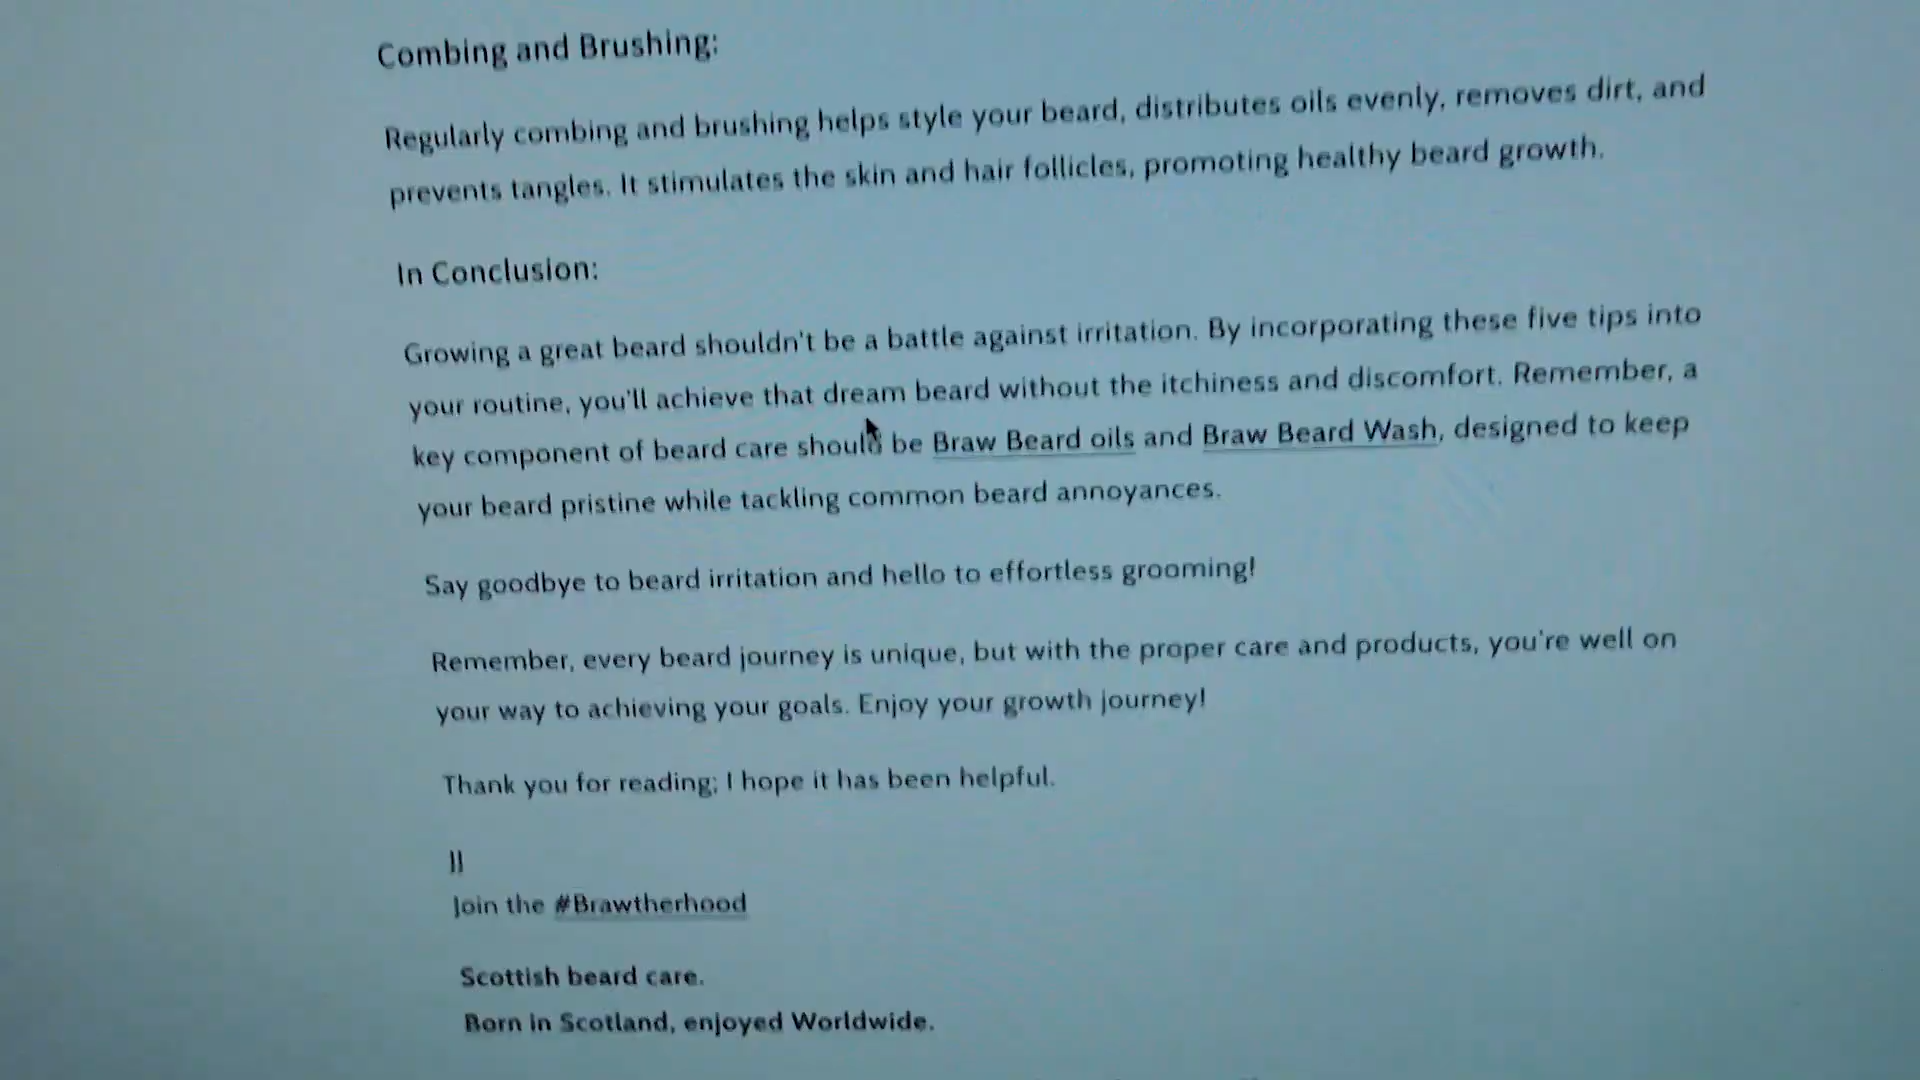 Combing and Brushing:
Regularly combing and brushing helps style your beard, distributes oils evenly, removes dirt, and
prevents tangles. It stimulates the skin and hair follicles, promoting healthy beard growth.
In Conclusion:
Growing a great beard shouldn't be a battle against irritation. By incorporating these five tips into
your routine, you'll achieve that dream beard without the itchiness and discomfort. Remember, a
key component of beard care should be Braw Beard oils and Braw Beard Wash, designed to keep
your beard pristine while tackling common beard annoyances.
Say goodbye to beard irritation and hello to effortless grooming!
Remember, every beard journey is unique, but with the proper care and products, you're well on
your way to achieving your goals. Enjoy your growth journey!
Thank you for reading; I hope it has been helpful.
JJ
Join the #Brawtherhood
Scottish beard care.
Born in Scotland, enjoyed Worldwide.